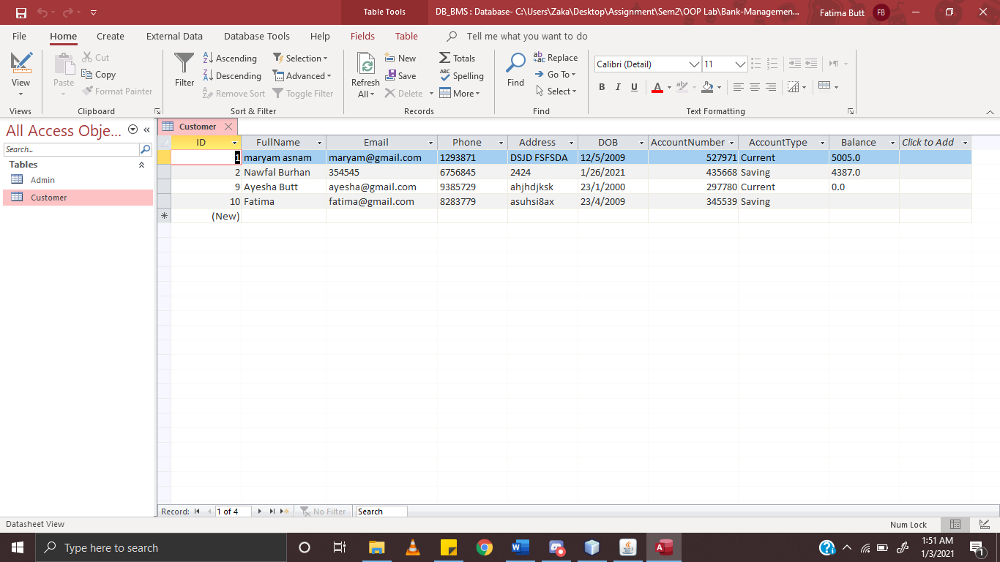 Table Tools DB_BMS : Database- C:\Users\Zaka\Desktop\Assignment\Sem2\OOP Lab\Bank-Managemen... Fatima Butt FB
File Home Create External Data Database Tools Help Fields Table Tell me what you want to do
View
Views
Paste
Cut
Copy
Format Painter
Clipboard
Filter
Ascending
Descending
Remove Sort
Selection
Advanced
Toggle Filter
Sort & Filter
Refresh
All
New
Save
Delete
Totals
Spelling
More
Records
Find
Replace
Go To
Select
Find
Calibri (Detail) 11
B I U A
Text Formatting
All Access Obje...
Search...
Tables
Admin
Customer
Customer
ID FullName Email Phone Address DOB AccountNumber AccountType Balance Click to Add
1 maryam asnam maryam@gmail.com 1293871 DSJD FSFSDA 12/5/2009 527971 Current 5005.0
2 Nawfal Burhan 354545 6756845 2424 1/26/2021 435668 Saving 4387.0
9 Ayesha Butt ayesha@gmail.com 9385729 ahjhdjksk 23/1/2000 297780 Current 0.0
10 Fatima fatima@gmail.com 8283779 asuhsi8ax 23/4/2009 345539 Saving
(New)
Record: 1 of 4 No Filter Search
Datasheet View Num Lock
Type here to search
1:51 AM
1/3/2021
1